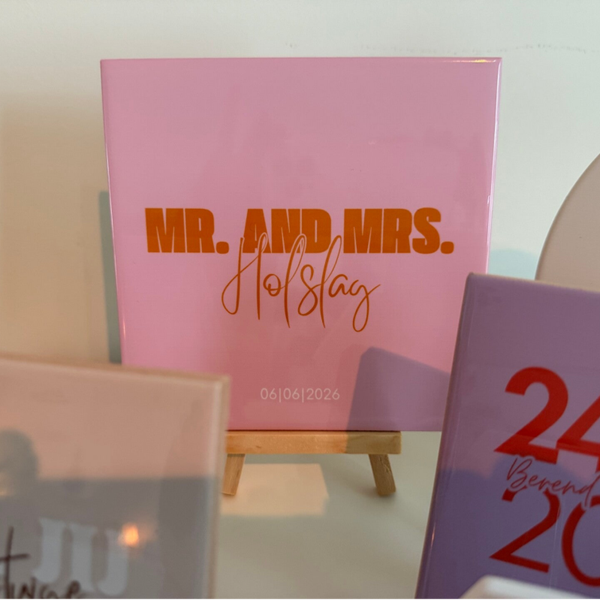 MR. AND MRS.
Holslag
06|06|2026
24
Berend
20